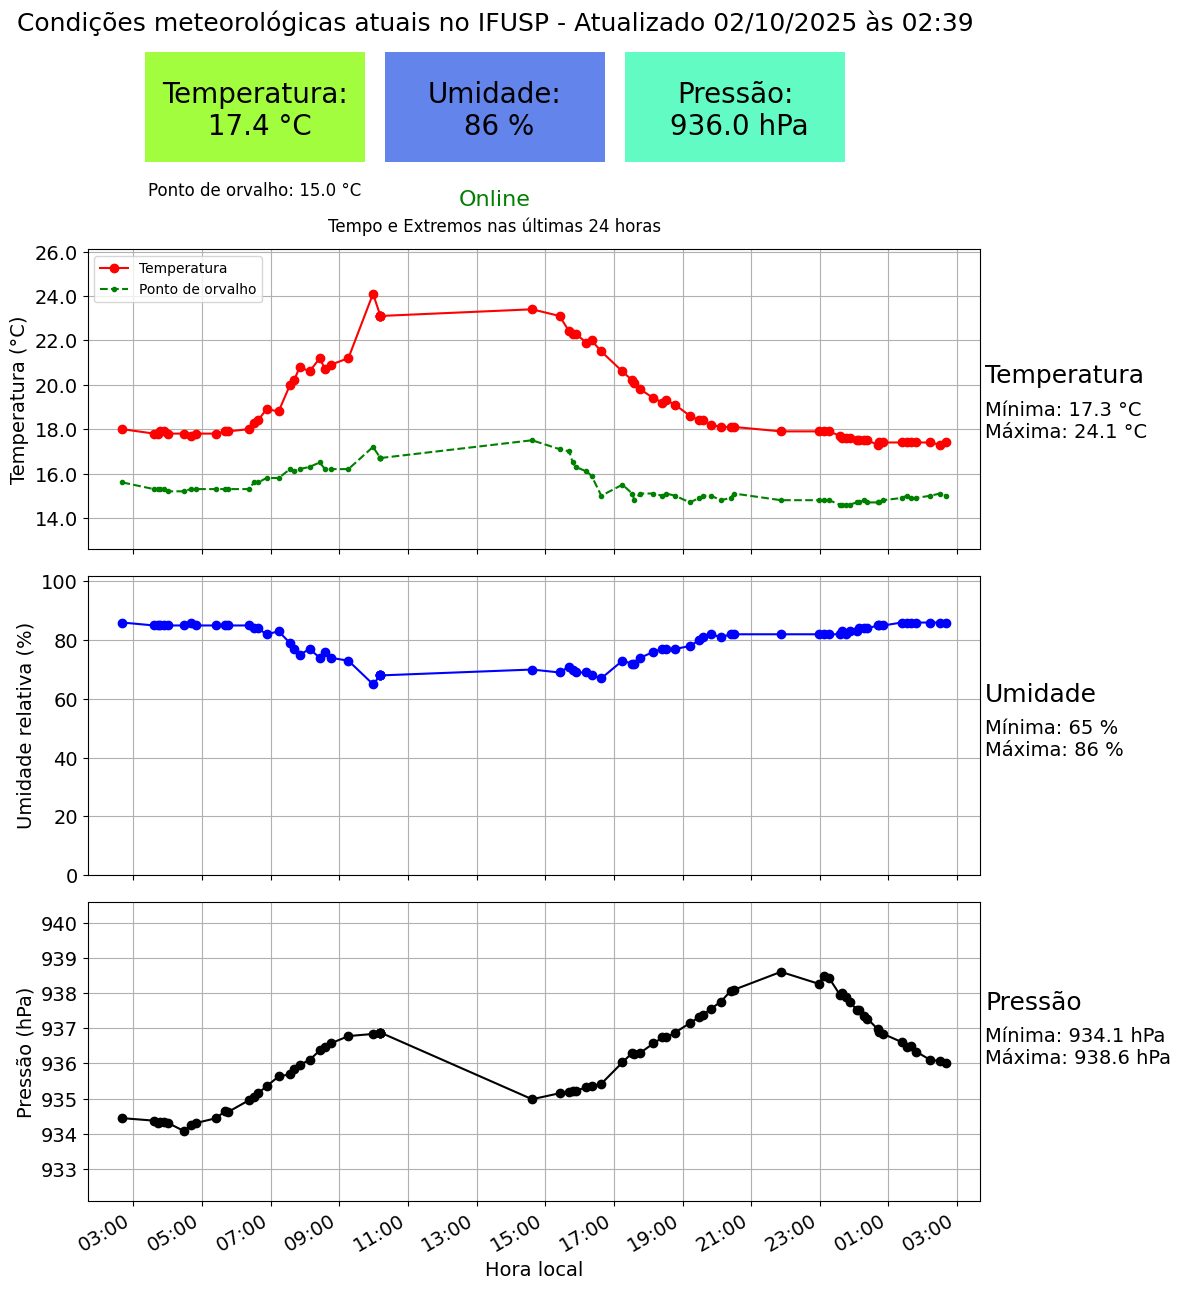 Condições meteorológicas atuais no IFUSP - Atualizado 02/10/2025 às 02:39
Temperatura:
17.4 °C
Umidade:
86 %
Pressão:
936.0 hPa
Ponto de orvalho: 15.0 °C
Online
Tempo e Extremos nas últimas 24 horas
Temperatura (°C)
26.0
24.0
22.0
20.0
18.0
16.0
14.0
Temperatura
Ponto de orvalho
Temperatura
Mínima: 17.3 °C
Máxima: 24.1 °C
Umidade relativa (%)
100
80
60
40
20
0
Umidade
Mínima: 65 %
Máxima: 86 %
Pressão (hPa)
940
939
938
937
936
935
934
933
Pressão
Mínima: 934.1 hPa
Máxima: 938.6 hPa
03:00
05:00
07:00
09:00
11:00
13:00
15:00
17:00
19:00
21:00
23:00
01:00
03:00
Hora local